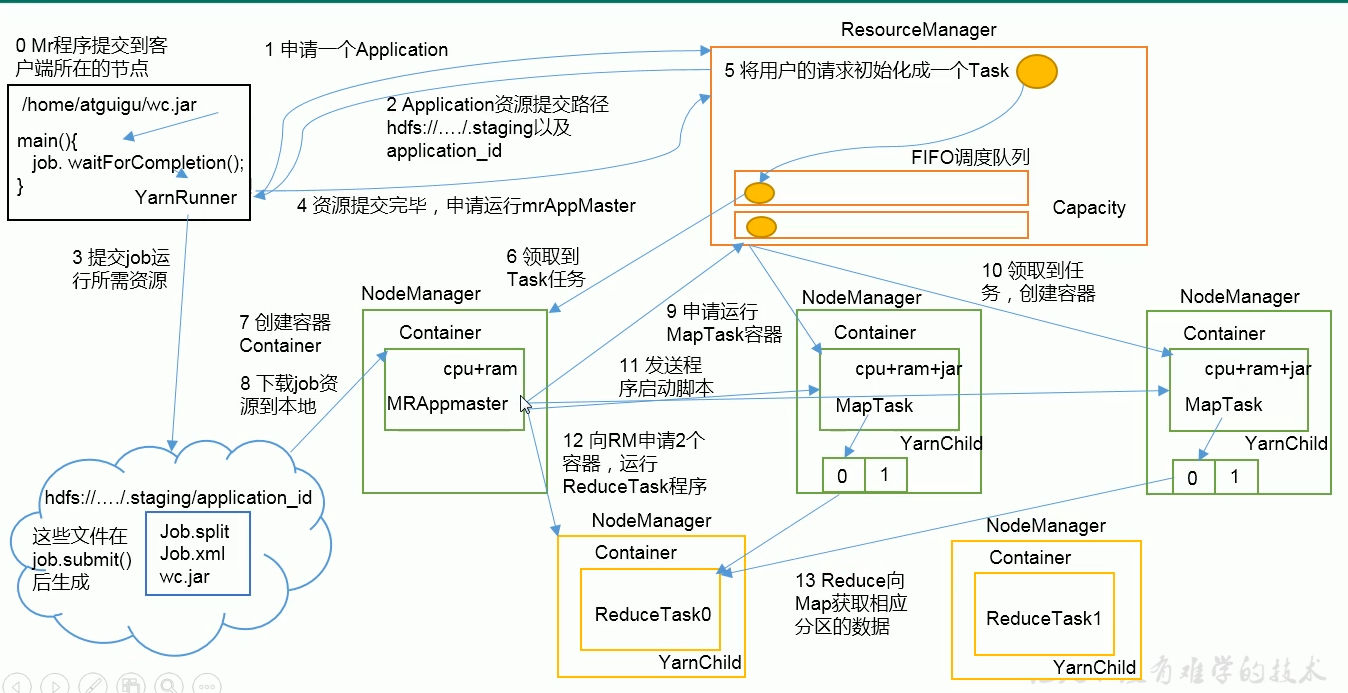 ResourceManager
0 Mr程序提交到客
户端所在的节点
1 申请一个Application
5 将用户的请求初始化成一个Task
/home/atguigu/wc.jar
main(){
job. waitForCompletion();
}
YarnRunner
2 Application资源提交路径
hdfs://…./.staging以及
application_id
FIFO调度队列
Capacity
4 资源提交完毕，申请运行mrAppMaster
3 提交job运
行所需资源
6 领取到
Task任务
10 领取到任
务，创建容器
NodeManager
Container
cpu+ram
MRAppmaster
7 创建容器
Container
8 下载job资
源到本地
9 申请运行
MapTask容器
11 发送程
序启动脚本
NodeManager
Container
cpu+ram+jar
MapTask
YarnChild
0 1
NodeManager
Container
cpu+ram+jar
MapTask
YarnChild
0 1
12 向RM申请2个
容器，运行
ReduceTask程序
hdfs://…./.staging/application_id
这些文件在
job.submit()
后生成
Job.split
Job.xml
wc.jar
NodeManager
Container
ReduceTask0
YarnChild
13 Reduce向
Map获取相应
分区的数据
NodeManager
Container
ReduceTask1
YarnChild
有难学的技术